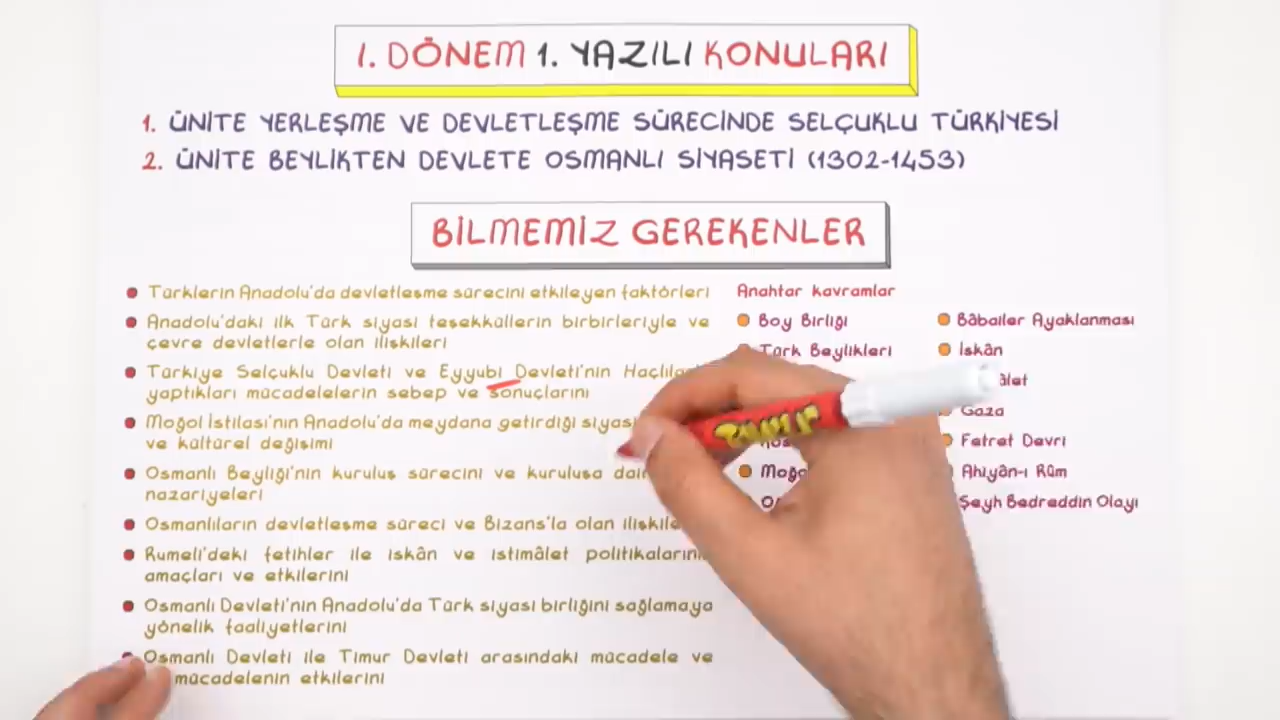 1. DÖNEM 1. YAZILI KONULARI
1. ÜNİTE YERLEŞME VE DEVLETLEŞME SÜRECİNDE SELÇUKLU TÜRKİYESİ
2. ÜNİTE BEYLİKTEN DEVLETE OSMANLI SİYASETİ (1302-1453)
BİLMEMİZ GEREKENLER
Türklerin Anadolu'da devletleşme sürecini etkileyen faktörleri
Anadolu'daki ilk Türk siyasi teşekküllerin birbirleriyle ve
çevre devletlerle olan ilişkileri
Türkiye Selçuklu Devleti ve Eyyubi Devleti'nin
yaptıkları mücadelelerin sebep ve sonuçlarını
Moğol İstilası'nın Anadolu'da meydana getirdiği
ve kültürel değişimi
Osmanlı Beyliği'nin kuruluş sürecini ve kuruluşa
nazariyeleri
Osmanlıların devletleşme süreci ve Bizans'la olan
Rumeli'deki fetihler ile iskân ve istimâlet politikalarının
amaçları ve etkilerini
Osmanlı Devleti'nin Anadolu'da Türk siyasi birliğini sağlamaya
yönelik faaliyetlerini
Osmanlı Devleti ile Timur Devleti arasındaki mücadele ve
mücadelenin etkilerini
Anahtar kavramlar
Boy Birliği
Türk Beylikleri
Bâbailer Ayaklanması
İskân
Gaza
Fetret Devri
Ahiyân-ı Rûm
Şeyh Bedreddin Olayı